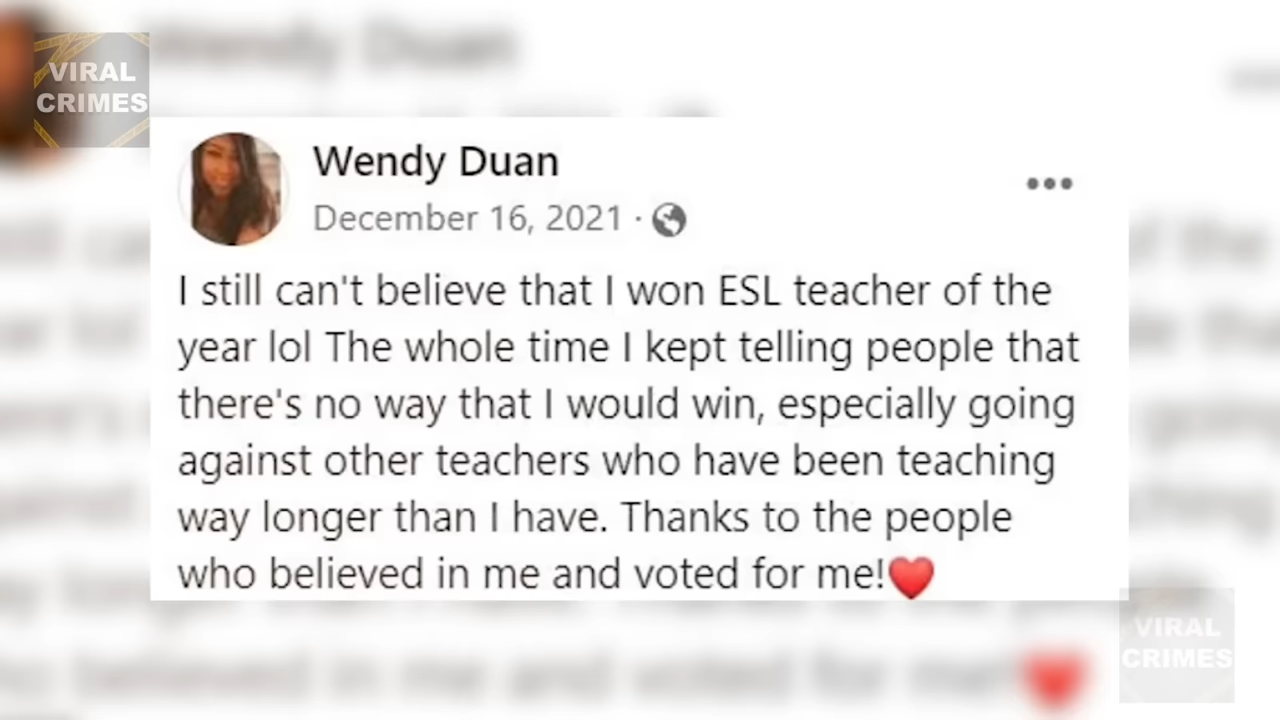 VIRAL
CRIMES
Wendy Duan
Wendy Duan
December 16, 2021 ·
I still can't believe that I won ESL teacher of the
year lol The whole time I kept telling people that
there's no way that I would win, especially going
against other teachers who have been teaching
way longer than I have. Thanks to the people
who believed in me and voted for me!❤️
VIRAL
CRIMES